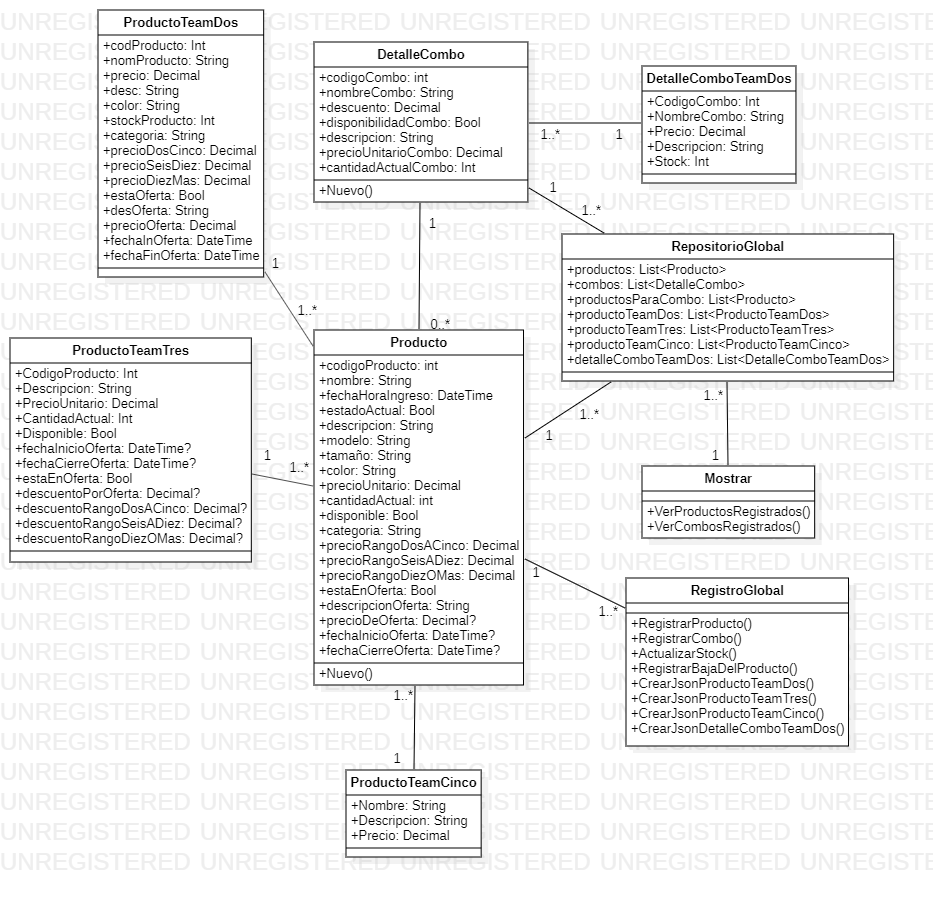 ProductoTeamDos
+codProducto: Int
+nomProducto: String
+precio: Decimal
+desc: String
+color: String
+stockProducto: Int
+categoria: String
+precioDosCinco: Decimal
+precioSeisDiez: Decimal
+precioDiezMas: Decimal
+estaOferta: Bool
+desOferta: String
+precioOferta: Decimal
+fechaInOferta: DateTime
+fechaFinOferta: DateTime
1
1..*
DetalleCombo
+codigoCombo: int
+nombreCombo: String
+descuento: Decimal
+disponibilidadCombo: Bool
+descripcion: String
+precioUnitarioCombo: Decimal
+cantidadActualCombo: Int
+Nuevo()
1..*
1
DetalleComboTeamDos
+CodigoCombo: Int
+NombreCombo: String
+Precio: Decimal
+Descripcion: String
+Stock: Int
1
1..*
1
0..*
RepositorioGlobal
+productos: List<Producto>
+combos: List<DetalleCombo>
+productosParaCombo: List<Producto>
+productoTeamDos: List<ProductoTeamDos>
+productoTeamTres: List<ProductoTeamTres>
+productoTeamCinco: List<ProductoTeamCinco>
+detalleComboTeamDos: List<DetalleComboTeamDos>
1..*
1
1..*
1
ProductoTeamTres
+CodigoProducto: Int
+Descripcion: String
+PrecioUnitario: Decimal
+CantidadActual: Int
+Disponible: Bool
+fechaInicioOferta: DateTime?
+fechaCierreOferta: DateTime?
+estaEnOferta: Bool
+descuentoPorOferta: Decimal?
+descuentoRangoDosACinco: Decimal?
+descuentoRangoSeisADiez: Decimal?
+descuentoRangoDiezOMas: Decimal?
1
1..*
Producto
+codigoProducto: int
+nombre: String
+fechaHoraIngreso: DateTime
+estadoActual: Bool
+descripcion: String
+modelo: String
+tamaño: String
+color: String
+precioUnitario: Decimal
+cantidadActual: int
+disponible: Bool
+categoria: String
+precioRangoDosACinco: Decimal
+precioRangoSeisADiez: Decimal
+precioRangoDiezOMas: Decimal
+estaEnOferta: Bool
+descripcionOferta: String
+precioDeOferta: Decimal?
+fechaInicioOferta: DateTime?
+fechaCierreOferta: DateTime?
+Nuevo()
Mostrar
+VerProductosRegistrados()
+VerCombosRegistrados()
1
1..*
RegistroGlobal
+RegistrarProducto()
+RegistrarCombo()
+ActualizarStock()
+RegistrarBajaDelProducto()
+CrearJsonProductoTeamDos()
+CrearJsonProductoTeamTres()
+CrearJsonProductoTeamCinco()
+CrearJsonDetalleComboTeamDos()
1..*
1
ProductoTeamCinco
+Nombre: String
+Descripcion: String
+Precio: Decimal
UNREGISTERED UNREGISTERED UNREGISTERED UNREGISTERED UNREGISTERED